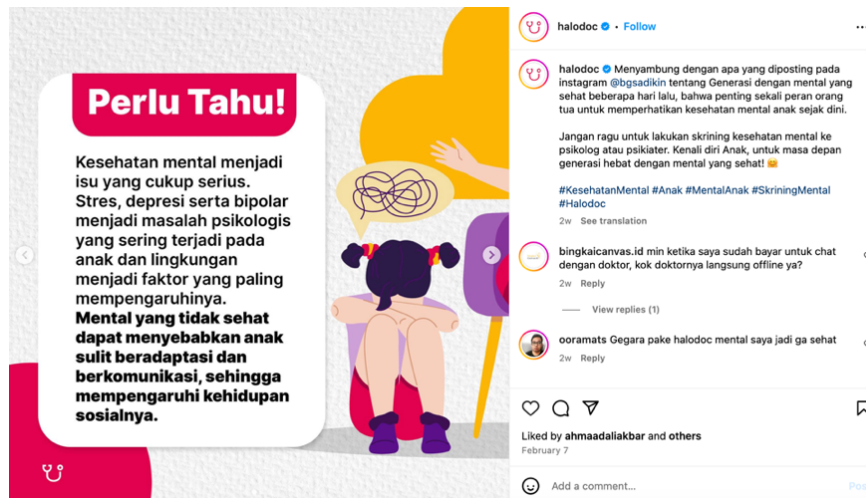 Perlu Tahu!
Kesehatan mental menjadi
isu yang cukup serius.
Stres, depresi serta bipolar
menjadi masalah psikologis
yang sering terjadi pada
anak dan lingkungan
menjadi faktor yang paling
mempengaruhinya.
Mental yang tidak sehat
dapat menyebabkan anak
sulit beradaptasi dan
berkomunikasi, sehingga
mempengaruhi kehidupan
sosialnya.
halodoc • Follow
halodoc Menyambung dengan apa yang diposting pada
instagram @bgsadikin tentang Generasi dengan mental yang
sehat beberapa hari lalu, bahwa penting sekali peran orang
tua untuk memperhatikan kesehatan mental anak sejak dini.
Jangan ragu untuk lakukan skrining kesehatan mental ke
psikolog atau psikiater. Kenali diri Anak, untuk masa depan
generasi hebat dengan mental yang sehat! 🤗
#KesehatanMental #Anak #MentalAnak #SkriningMental
#Halodoc
2w See translation
bingkaicanvas.id min ketika saya sudah bayar untuk chat
dengan doktor, kok doktornya langsung offline ya?
2w Reply
View replies (1)
ooramats Gegara pake halodoc mental saya jadi ga sehat
2w Reply
Liked by ahmaadaliakbar and others
February 7
Add a comment...
Pos